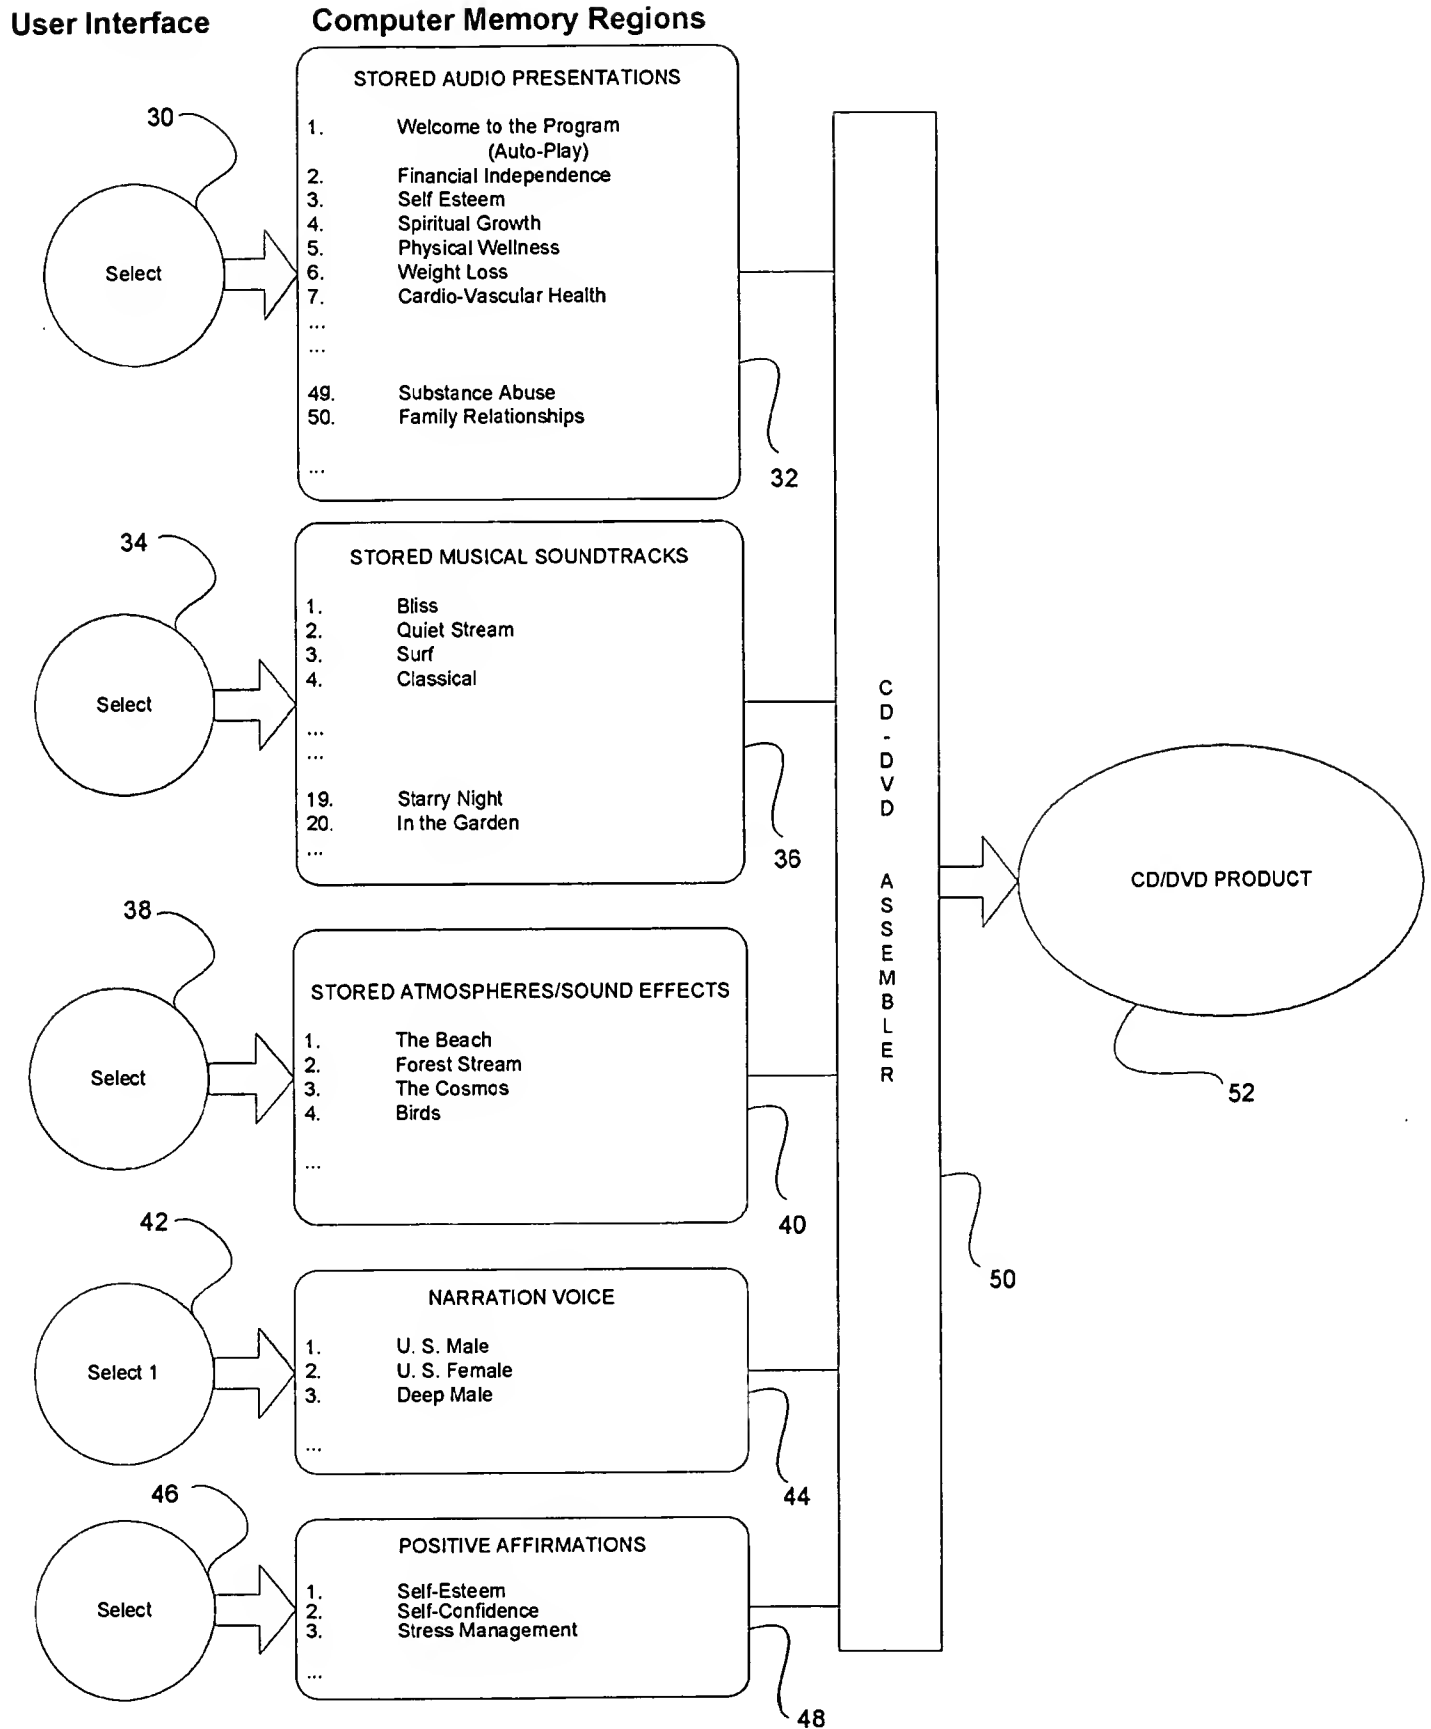 User Interface
Computer Memory Regions
30
Select
STORED AUDIO PRESENTATIONS
1. Welcome to the Program
(Auto-Play)
2. Financial Independence
3. Self Esteem
4. Spiritual Growth
5. Physical Wellness
6. Weight Loss
7. Cardio-Vascular Health
...
...
49. Substance Abuse
50. Family Relationships
...
32
34
Select
STORED MUSICAL SOUNDTRACKS
1. Bliss
2. Quiet Stream
3. Surf
4. Classical
...
...
19. Starry Night
20. In the Garden
...
36
38
Select
STORED ATMOSPHERES/SOUND EFFECTS
1. The Beach
2. Forest Stream
3. The Cosmos
4. Birds
...
40
42
Select 1
NARRATION VOICE
1. U. S. Male
2. U. S. Female
3. Deep Male
...
44
46
Select
POSITIVE AFFIRMATIONS
1. Self-Esteem
2. Self-Confidence
3. Stress Management
...
48
CD-DVD ASSEMBLER
50
CD/DVD PRODUCT
52